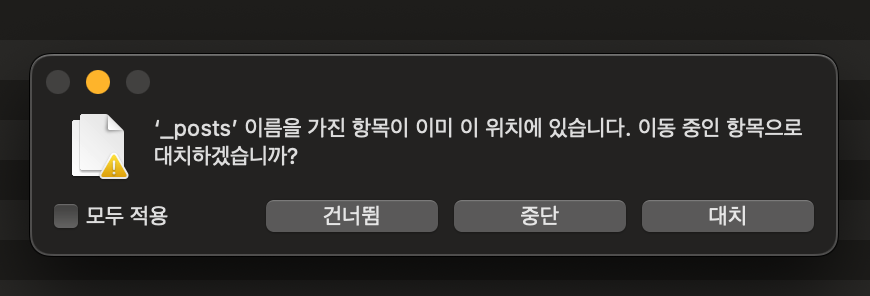 ‘_posts’ 이름을 가진 항목이 이미 이 위치에 있습니다. 이동 중인 항목으로
대치하겠습니까?
모두 적용
건너뜀
중단
대치